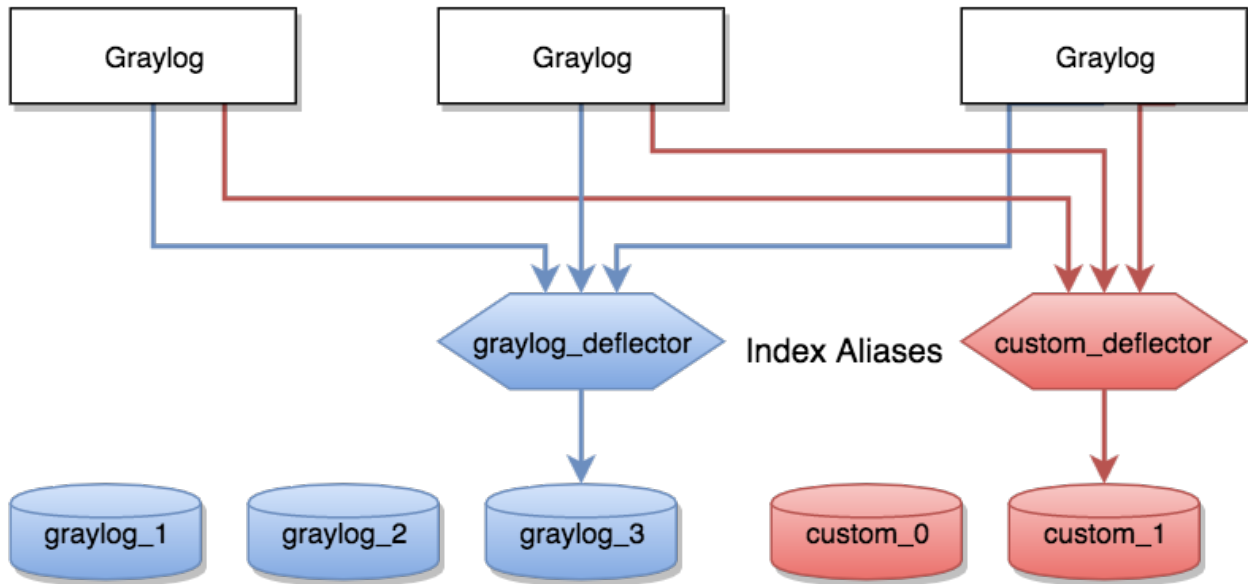 Graylog
Graylog
Graylog
graylog_deflector
Index Aliases
custom_deflector
graylog_1
graylog_2
graylog_3
custom_0
custom_1